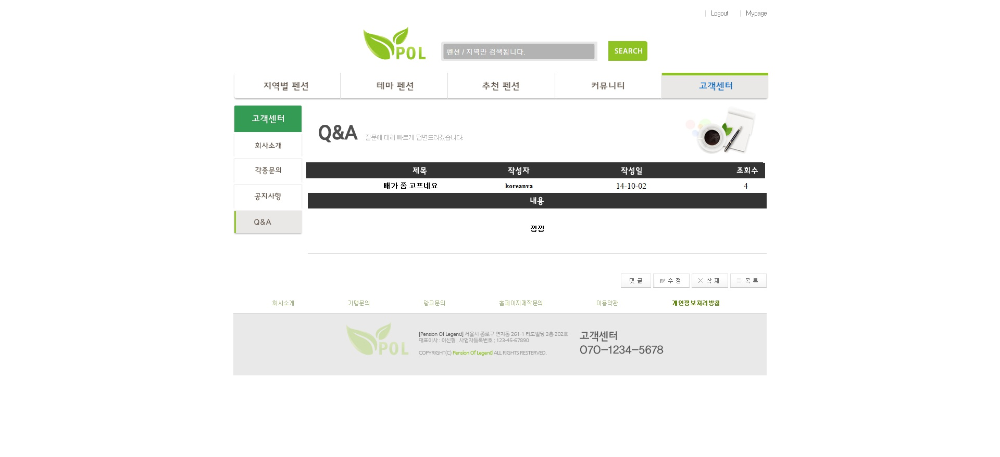 Logout Mypage
POL
펜션 / 지역만 검색됩니다.
SEARCH
지역별 펜션 테마 펜션 추천 펜션 커뮤니티 고객센터
고객센터
회사소개
각종문의
공지사항
Q&A
Q&A 질문에 대해 빠르게 답변드리겠습니다.
제목 작성자 작성일 조회수
배가 좀 고프네요 koreanva 14-10-02 4
내용
낑낑
댓 글 수 정 삭 제 목 록
회사소개 가맹문의 광고문의 홈페이지제작문의 이용약관 개인정보처리방침
POL
[Pension Of Legend] 서울시 종로구 연지동 261-1 리도빌딩 2층 202호
대표이사 : 이신협 사업자등록번호 ; 123-45-67890
COPYRIGHT(C) Pension Of Legend ALL RIGHTS RESTERVED.
고객센터
070-1234-5678